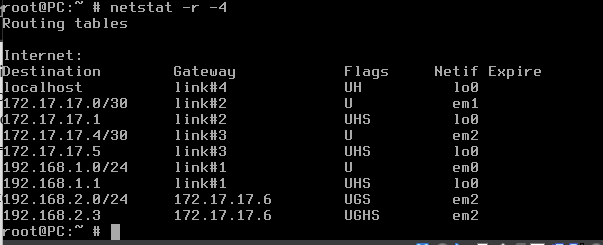 root@PC:~ # netstat -r -4
Routing tables

Internet:
Destination        Gateway            Flags     Netif Expire
localhost          link#4             UH          lo0
172.17.17.0/30     link#2             U           em1
172.17.17.1        link#2             UHS         lo0
172.17.17.4/30     link#3             U           em2
172.17.17.5        link#3             UHS         lo0
192.168.1.0/24     link#1             U           em0
192.168.1.1        link#1             UHS         lo0
192.168.2.0/24     172.17.17.6        UGS         em2
192.168.2.3        172.17.17.6        UGHS        em2
root@PC:~ #